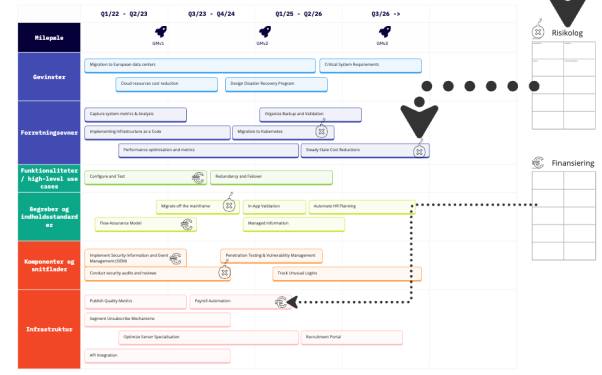 Q1/22 - Q2/23
Q3/23 - Q4/24
Q1/25 - Q2/26
Q3/26 ->
Milepæle
GMv1
GMv2
GMv3
Risikolog
Gevinster
Migration to European data centers
Critical System Requirements
Cloud resources cost reduction
Design Disaster Recovery Program
Forretningsevner
Capture system metrics & Analysis
Organize Backup and Validation
Implementing Infrastructure as a Code
Migration to Kubernetes
Performance optimisation and metrics
Steady State Cost Reductions
Finansiering
Funktionaliteter
/ high-level use
cases
Configure and Test
Redundancy and Failover
Begreber og
indholdsstandard
er
Migrate off the mainframe
In-App Validation
Automate HR Planning
Flow Assurance Model
Managed Information
Komponenter og
snitflader
Implement Security Information and Event
Management (SIEM)
Penetration Testing & Vulnerability Management
Conduct security audits and reviews
Track Unusual Logins
Infrastruktur
Publish Quality Metrics
Payroll Automation
Segment Unsubscribe Mechanisms
Optimize Server Specialisation
Recruitment Portal
API Integration